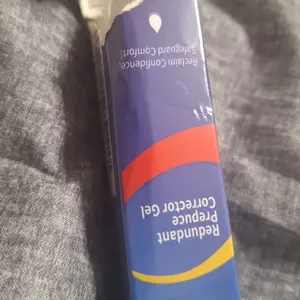 Redundant
Prepuce
Corrector Gel
Reclaim Confidence,
Safeguard Comfort!